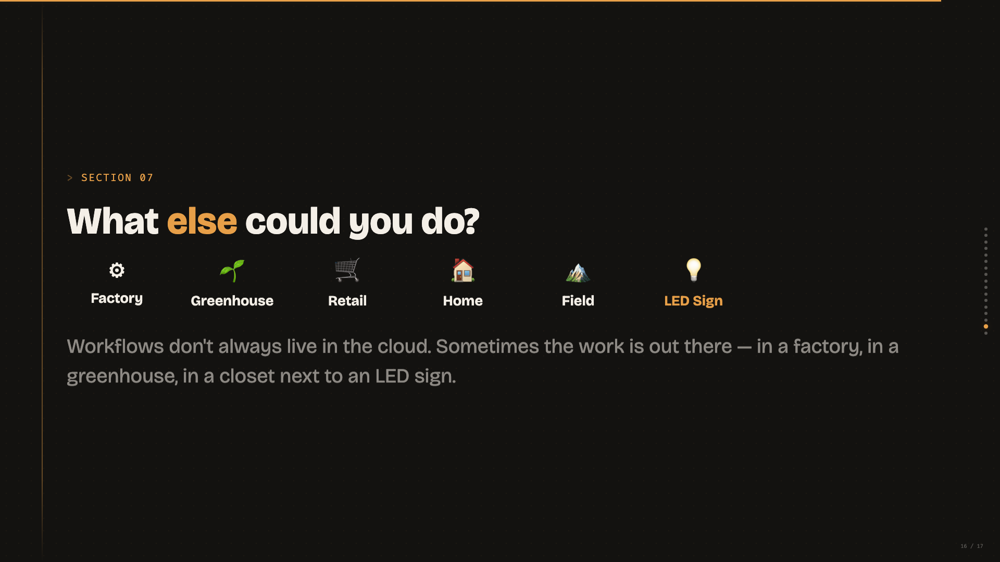 > SECTION 07
What else could you do?
Factory
Greenhouse
Retail
Home
Field
LED Sign
Workflows don't always live in the cloud. Sometimes the work is out there — in a factory, in a
greenhouse, in a closet next to an LED sign.
16 / 17